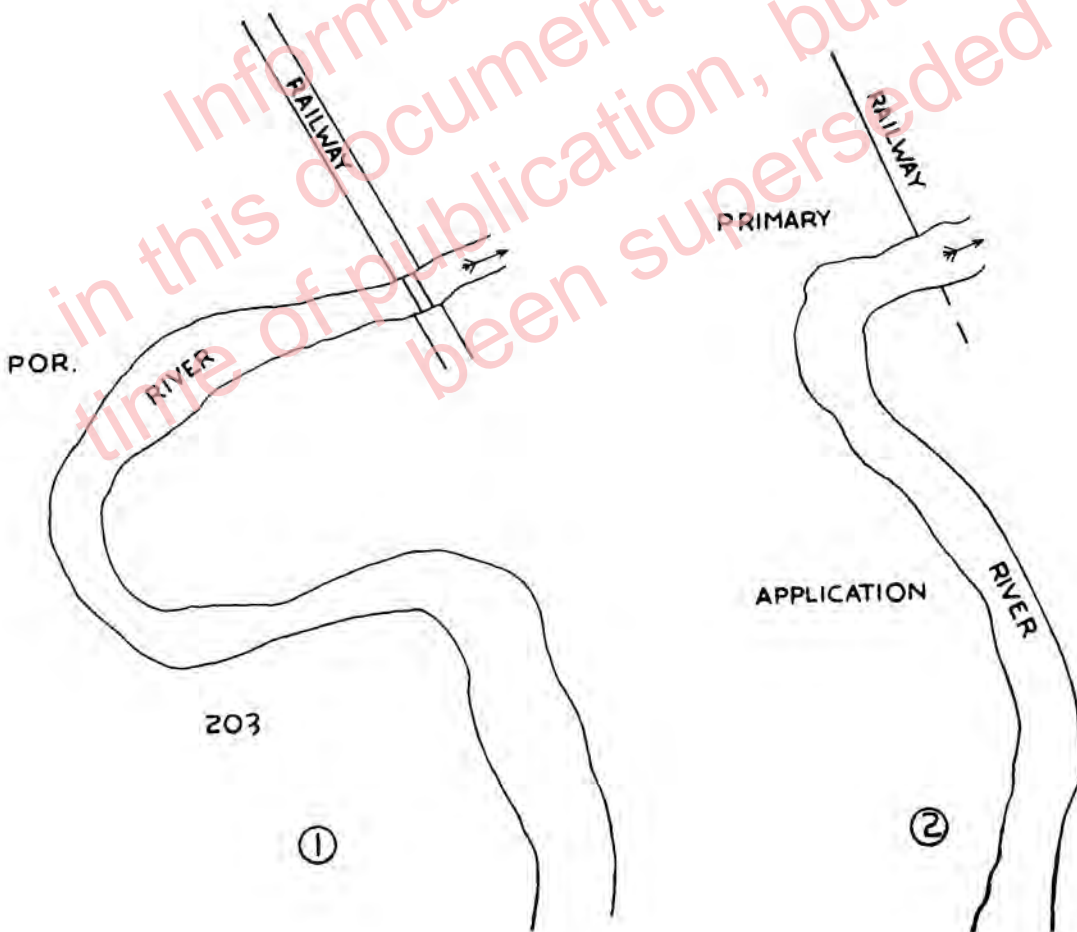 Informa
in this document
time of publication, but
been superseded
RAILWAY
RAILWAY
PRIMARY
POR.
RIVER
APPLICATION
RIVER
203
1
2